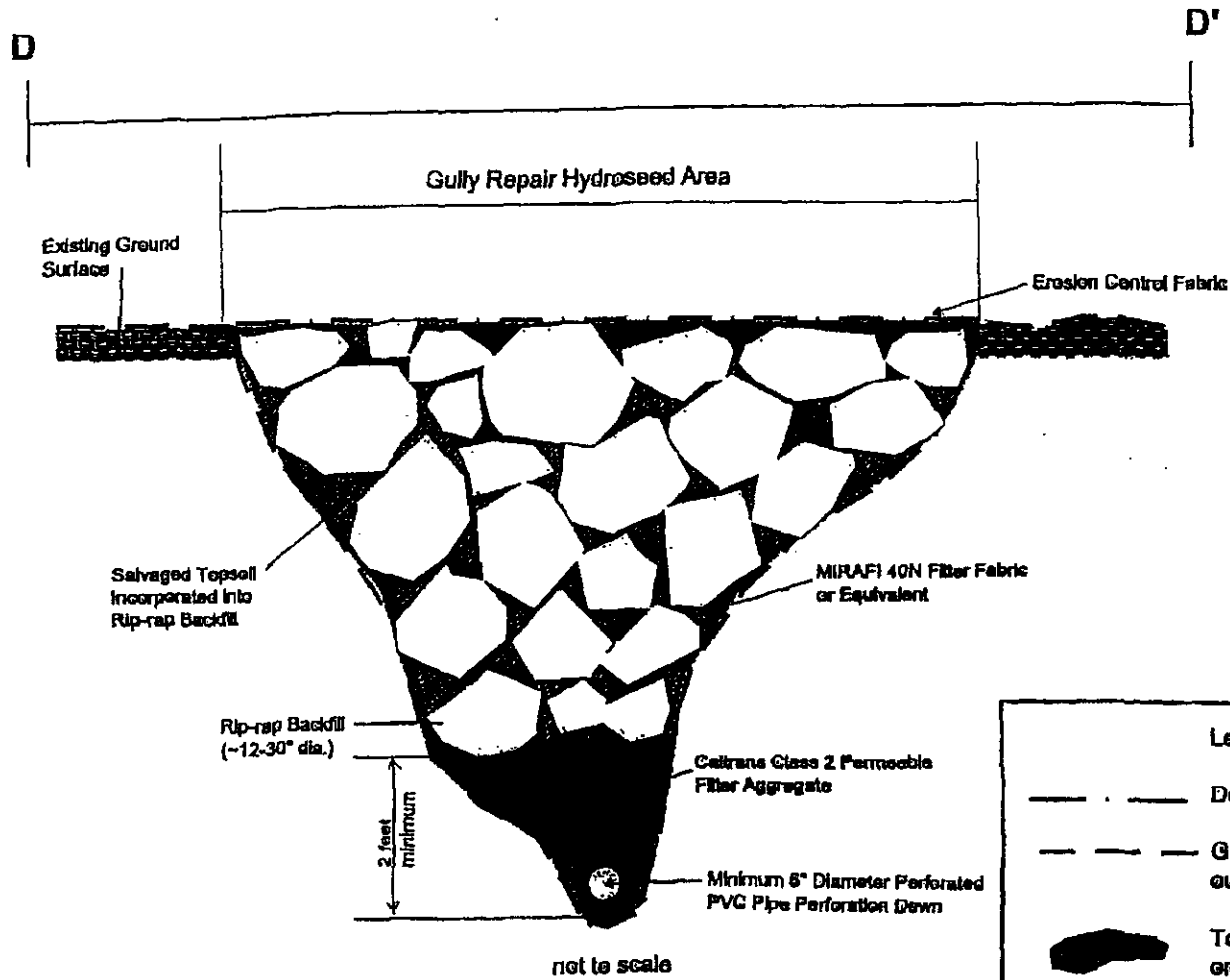 D
D'
Gully Repair Hydroseed Area
Existing Ground
Surface
Erosion Control Fabric
Salvaged Topsoil
Incorporated into
Rip-rap Backfill
MIRAFI 40N Filter Fabric
or Equivalent
Rip-rap Backfill
(~12-30" dia.)
2 feet
minimum
Caltrans Class 2 Permeable
Filter Aggregate
Minimum 6" Diameter Perforated
PVC Pipe Perforation Down
not to scale